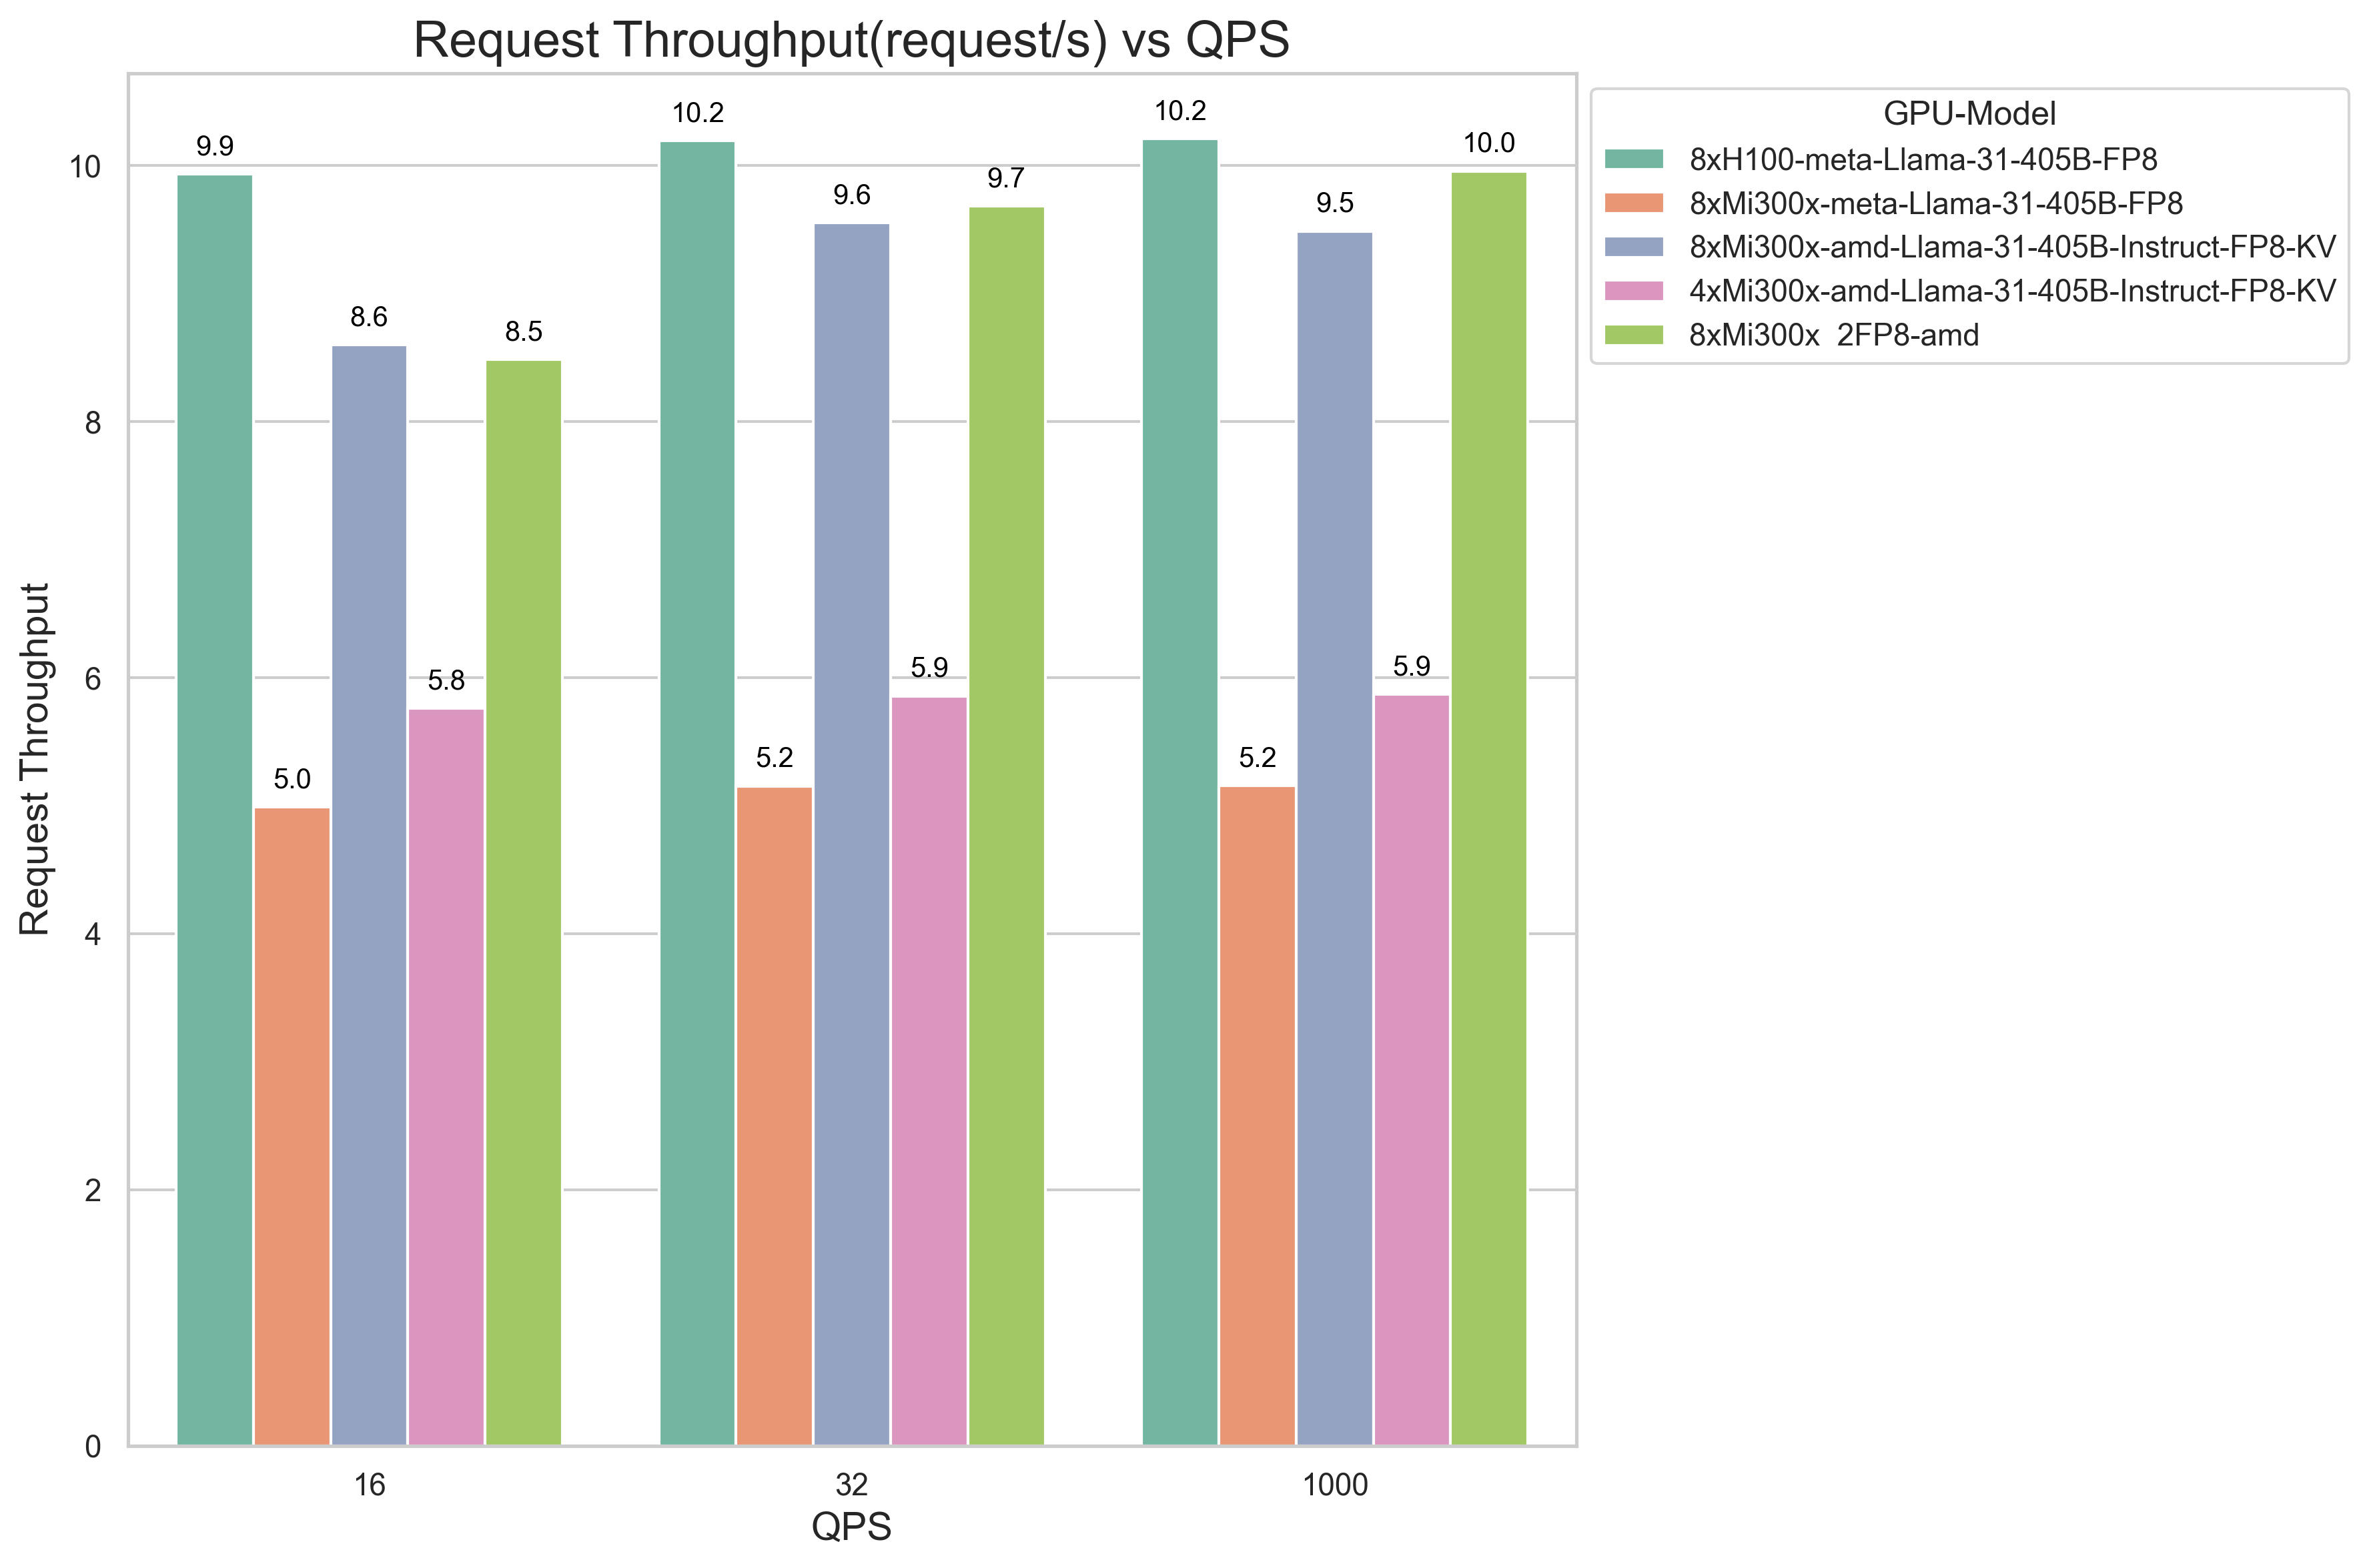 Request Throughput(request/s) vs QPS
GPU-Model
8xH100-meta-Llama-31-405B-FP8
8xMi300x-meta-Llama-31-405B-FP8
8xMi300x-amd-Llama-31-405B-Instruct-FP8-KV
4xMi300x-amd-Llama-31-405B-Instruct-FP8-KV
8xMi300x  2FP8-amd
Request Throughput
10
8
6
4
2
0
9.9
5.0
8.6
5.8
8.5
10.2
5.2
9.6
5.9
9.7
10.2
5.2
9.5
5.9
10.0
16
32
1000
QPS